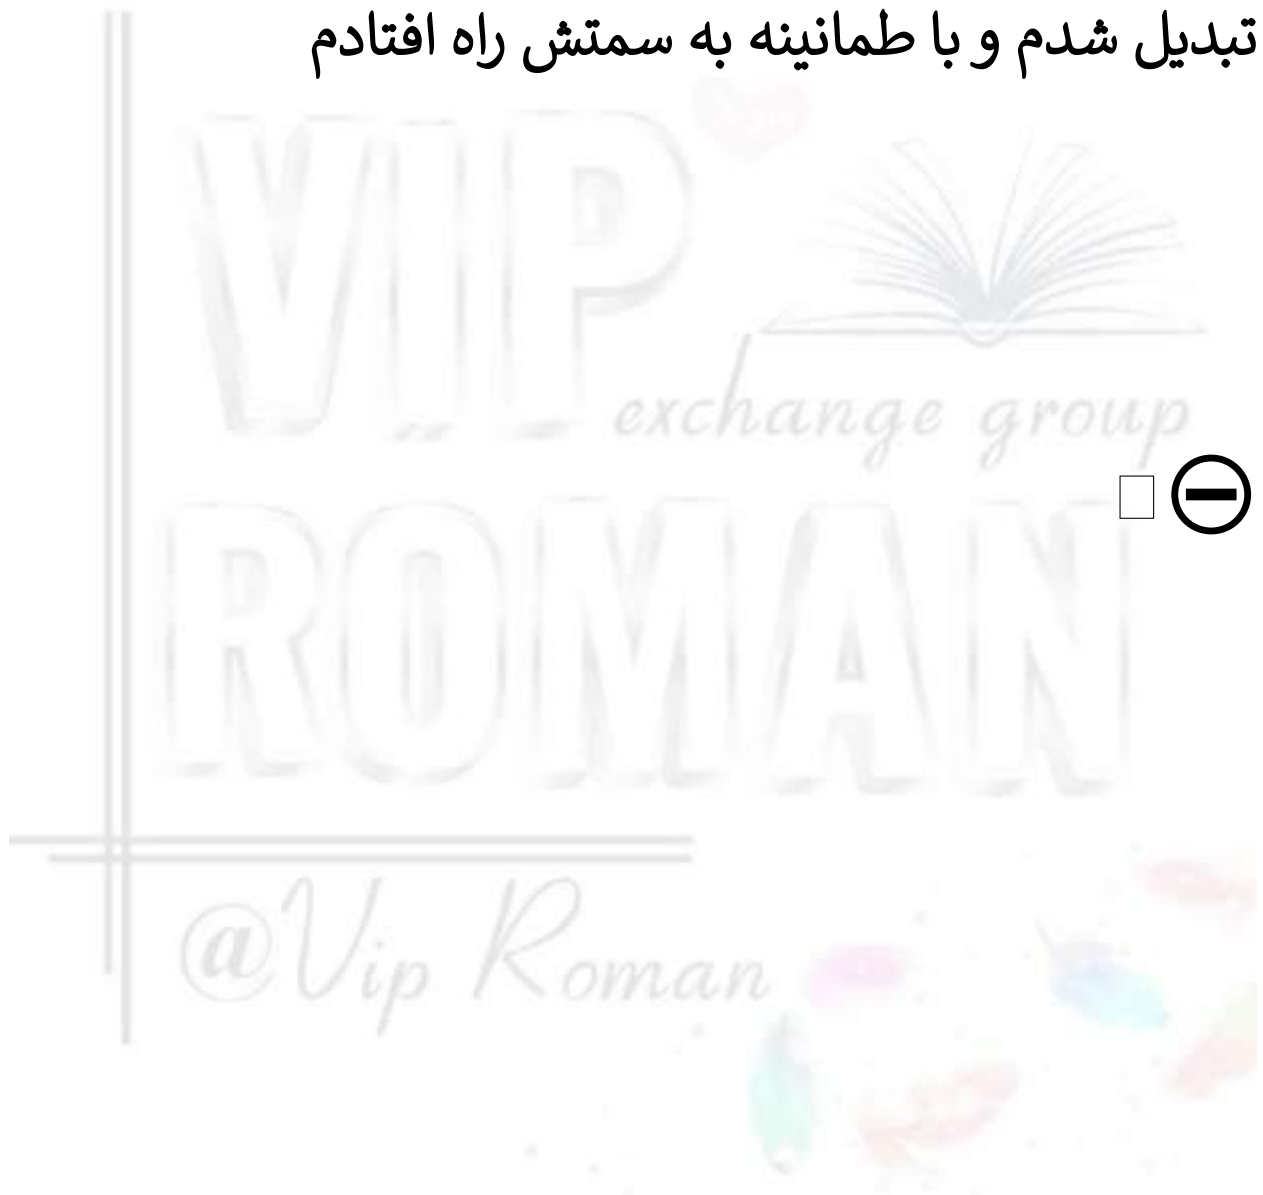 تبدیل شدم و با طمانینه به سمتش راه افتادم
VIP
exchange group
ROMAN
@Vip Roman